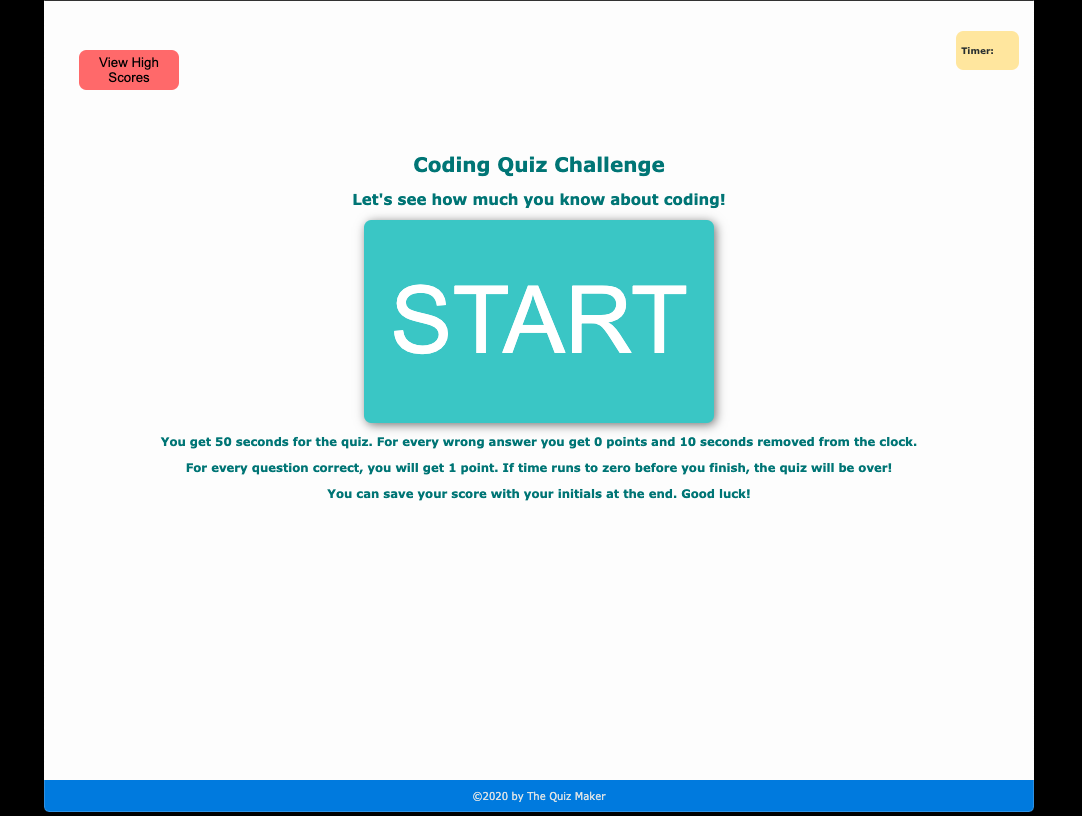 View High
Scores
Timer:
Coding Quiz Challenge
Let's see how much you know about coding!
START
You get 50 seconds for the quiz. For every wrong answer you get 0 points and 10 seconds removed from the clock.
For every question correct, you will get 1 point. If time runs to zero before you finish, the quiz will be over!
You can save your score with your initials at the end. Good luck!
©2020 by The Quiz Maker